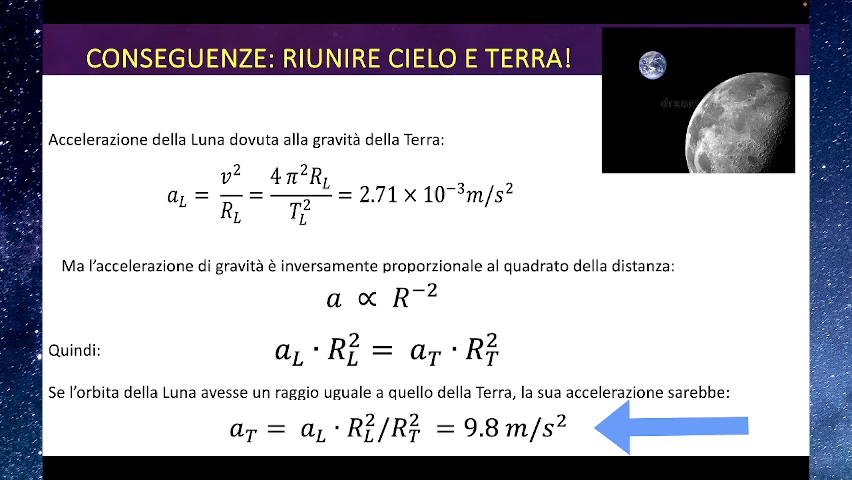 CONSEGUENZE: RIUNIRE CIELO E TERRA!
Accelerazione della Luna dovuta alla gravità della Terra:
a_L = v²/R_L = 4 π² R_L/T_L² = 2.71 × 10⁻³ m/s²
Ma l’accelerazione di gravità è inversamente proporzionale al quadrato della distanza:
a ∝ R⁻²
Quindi: a_L · R_L² = a_T · R_T²
Se l’orbita della Luna avesse un raggio uguale a quello della Terra, la sua accelerazione sarebbe:
a_T = a_L · R_L²/R_T² = 9.8 m/s²